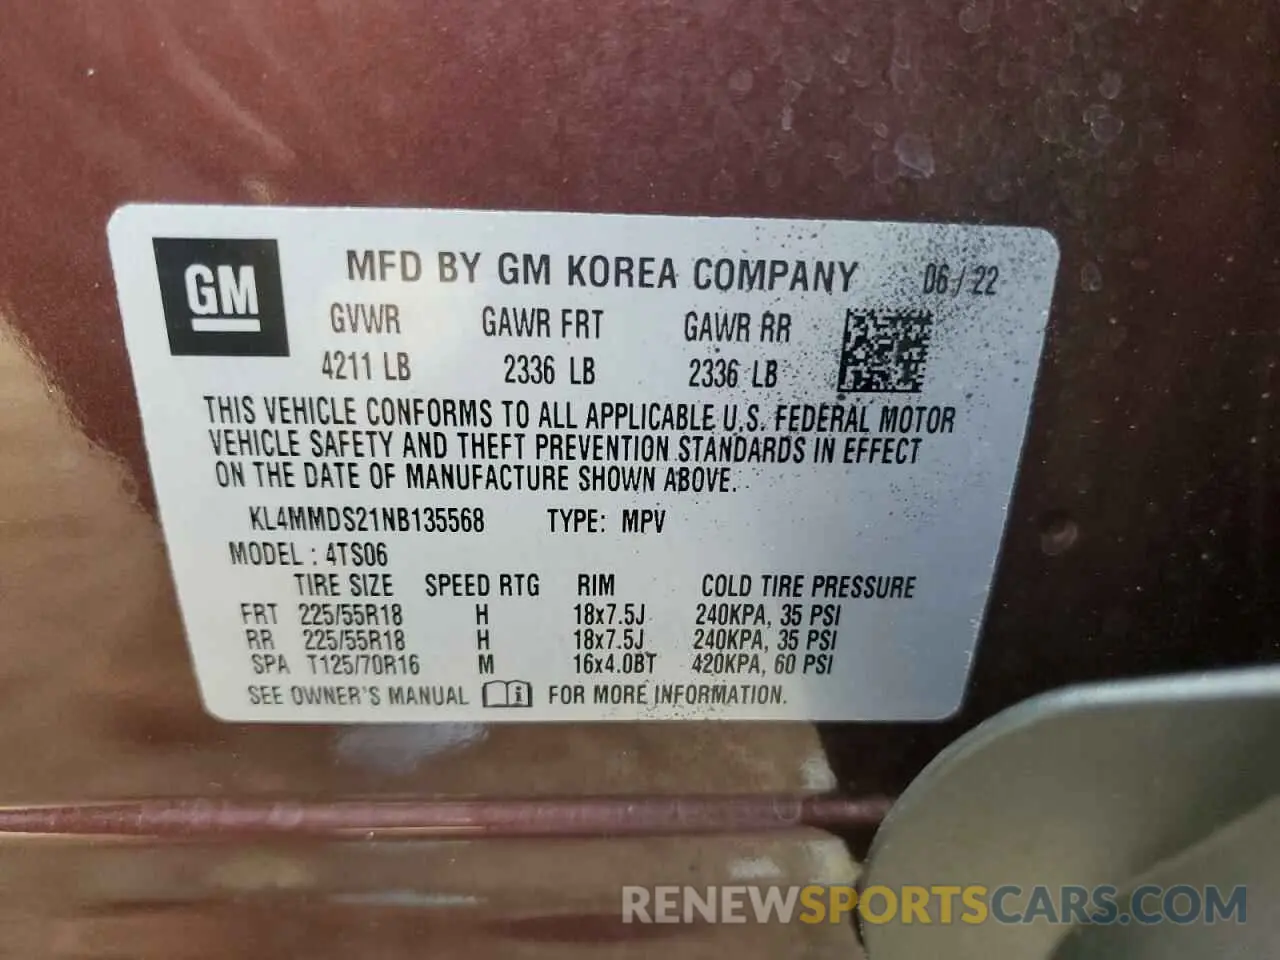 GM
MFD BY GM KOREA COMPANY 06/22
GVWR GAWR FRT GAWR RR
4211 LB 2336 LB 2336 LB
THIS VEHICLE CONFORMS TO ALL APPLICABLE U.S. FEDERAL MOTOR
VEHICLE SAFETY AND THEFT PREVENTION STANDARDS IN EFFECT
ON THE DATE OF MANUFACTURE SHOWN ABOVE.
KL4MMDS21NB135568 TYPE: MPV
MODEL : 4TS06
TIRE SIZE SPEED RTG RIM COLD TIRE PRESSURE
FRT 225/55R18 H 18x7.5J 240KPA, 35 PSI
RR 225/55R18 H 18x7.5J 240KPA, 35 PSI
SPA T125/70R16 M 16x4.0BT 420KPA, 60 PSI
SEE OWNER'S MANUAL i FOR MORE INFORMATION.
RENEWSPORTSCARS.COM